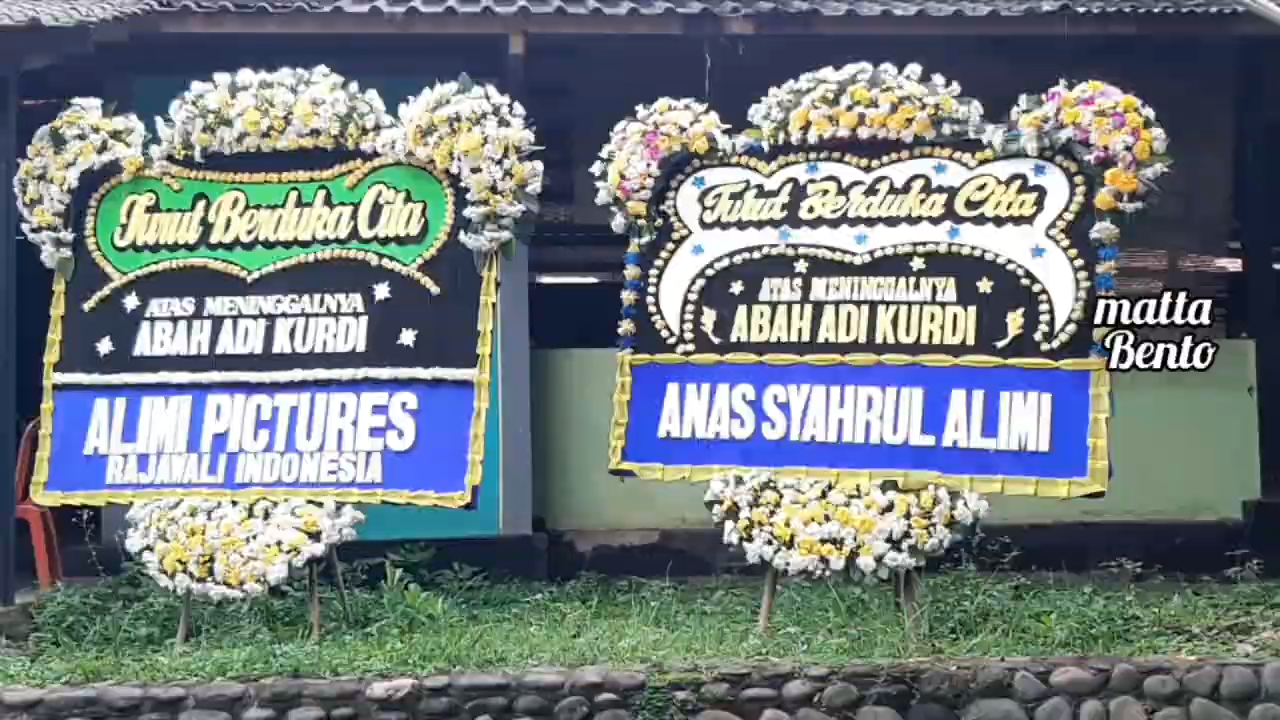 Turut Berduka Cita
ATAS MENINGGALNYA
ABAH ADI KURDI
ALIMI PICTURES
RAJAWALI INDONESIA
Turut Berduka Cita
ATAS MENINGGALNYA
ABAH ADI KURDI
ANAS SYAHRUL ALIMI
matta
Bento